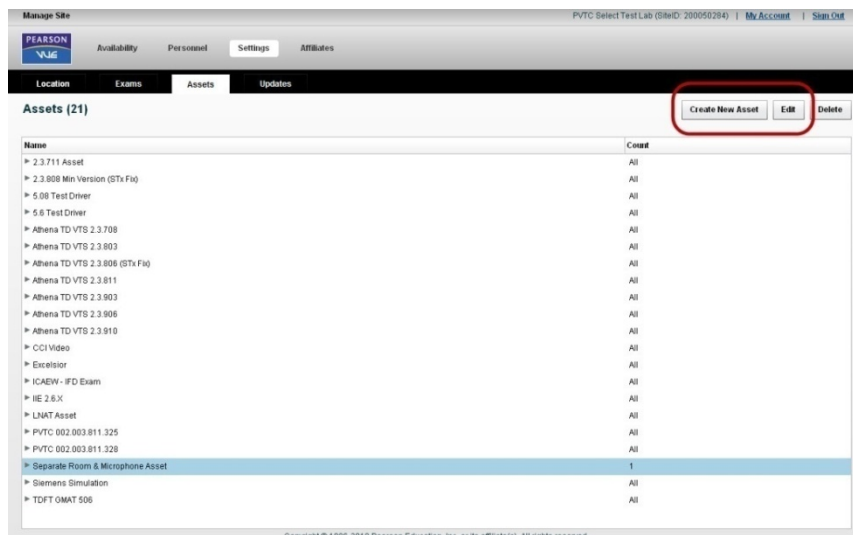 Manage Site PVTC Select Test Lab (SiteID: 200050284) | My Account | Sign Out
PEARSON
VUE
Availability Personnel Settings Affiliates
Location Exams Assets Updates
Assets (21) Create New Asset Edit Delete
Name Count
2.3.711 Asset All
2.3.808 Min Version (STx Fix) All
5.08 Test Driver All
5.6 Test Driver All
Athena TD VTS 2.3.708 All
Athena TD VTS 2.3.803 All
Athena TD VTS 2.3.806 (STx Fix) All
Athena TD VTS 2.3.811 All
Athena TD VTS 2.3.903 All
Athena TD VTS 2.3.906 All
Athena TD VTS 2.3.910 All
CCI Video All
Excelsior All
ICAEW - IFD Exam All
IIE 2.6.X All
LNAT Asset All
PVTC 002.003.811.325 All
PVTC 002.003.811.328 All
Separate Room & Microphone Asset 1
Siemens Simulation All
TDFT GMAT 506 All